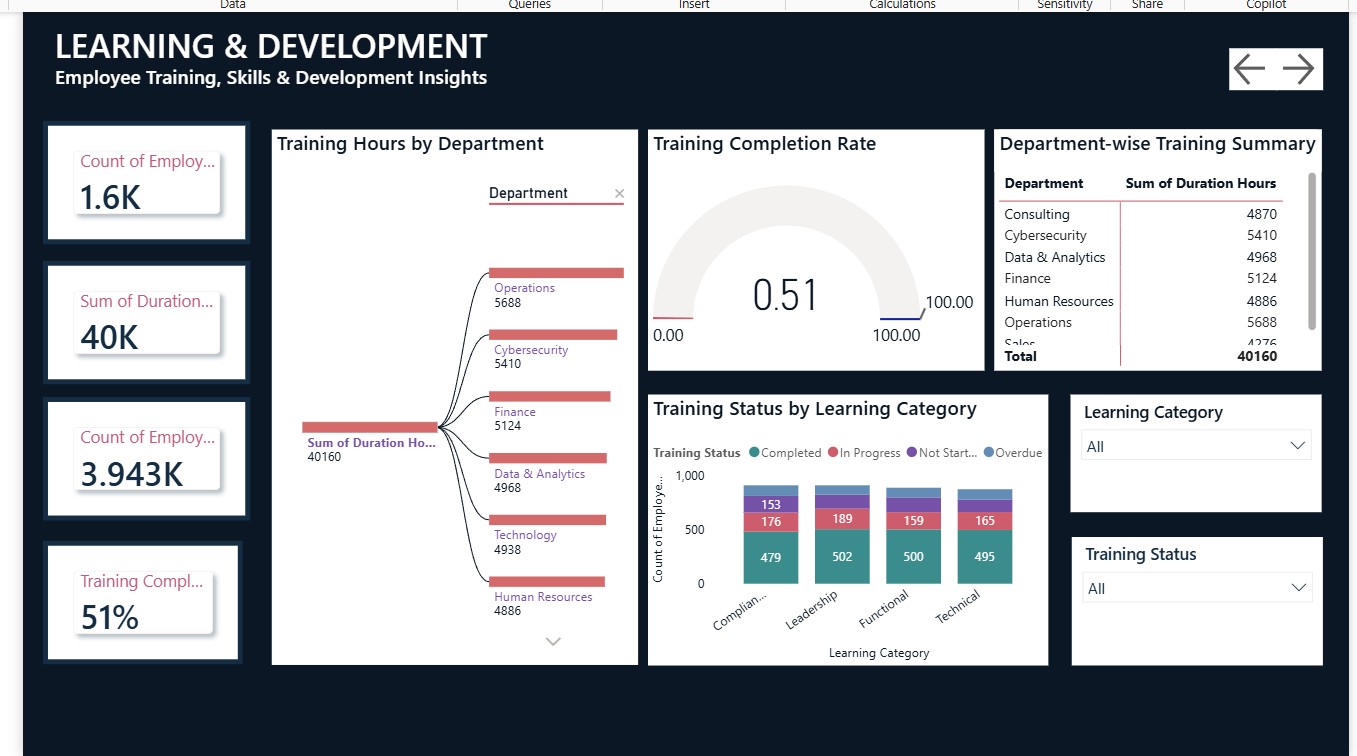 Data Queries Insert Calculations Sensitivity Share Copilot
LEARNING & DEVELOPMENT
Employee Training, Skills & Development Insights
Count of Employ...
1.6K
Sum of Duration...
40K
Count of Employ...
3.943K
Training Compl...
51%
Training Hours by Department
Department
Sum of Duration Ho...
40160
Operations
5688
Cybersecurity
5410
Finance
5124
Data & Analytics
4968
Technology
4938
Human Resources
4886
Training Completion Rate
0.51
0.00
100.00
100.00
Department-wise Training Summary
Department Sum of Duration Hours
Consulting 4870
Cybersecurity 5410
Data & Analytics 4968
Finance 5124
Human Resources 4886
Operations 5688
Sales 4276
Total 40160
Training Status by Learning Category
Training Status Completed In Progress Not Start... Overdue
Count of Employe...
1,000
500
0
153
176 189 159 165
479 502 500 495
Complian... Leadership Functional Technical
Learning Category
Learning Category
All
Training Status
All